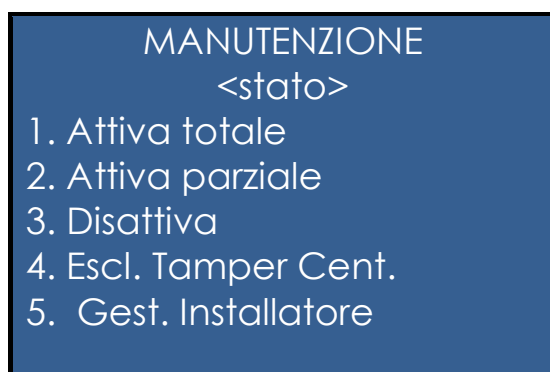 MANUTENZIONE
<stato>
1. Attiva totale
2. Attiva parziale
3. Disattiva
4. Escl. Tamper Cent.
5. Gest. Installatore